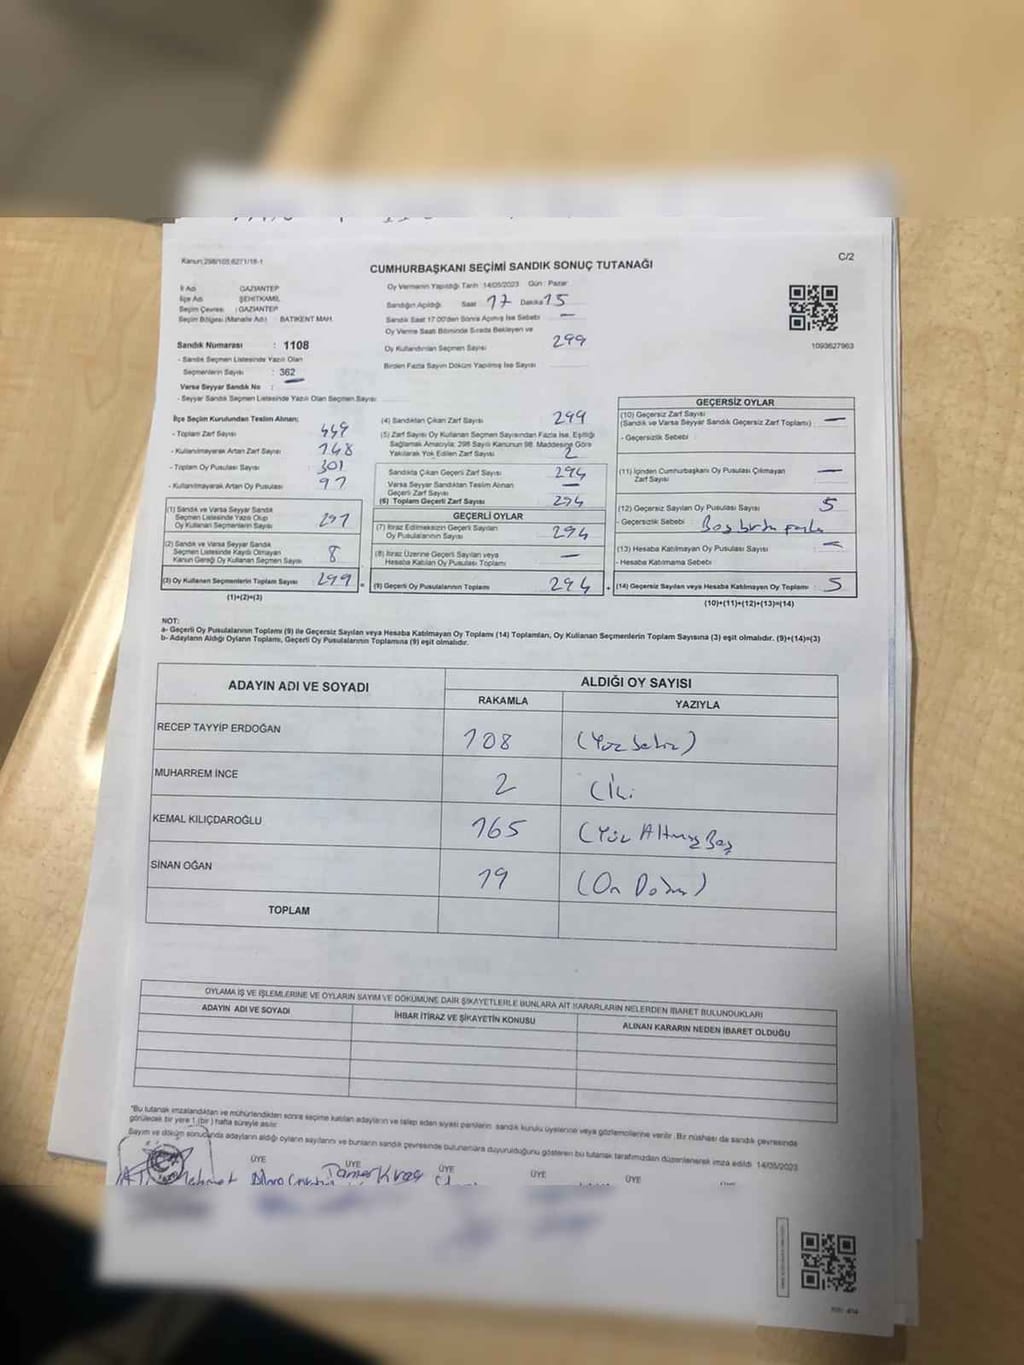 Kanun:298/105,6271/18-1
C/2
CUMHURBAŞKANI SEÇİMİ SANDIK SONUÇ TUTANAĞI
İl Adı : GAZİANTEP
İlçe Adı : ŞEHİTKAMİL
Seçim Çevresi : GAZİANTEP
Seçim Bölgesi (Mahalle Adı) : BATIKENT MAH.
Sandık Numarası : 1108
- Sandık Seçmen Listesinde Yazılı Olan
Seçmenlerin Sayısı : 362
Varsa Seyyar Sandık No :
- Seyyar Sandık Seçmen Listesinde Yazılı Olan Seçmen Sayısı
Oy Vermenin Yapıldığı Tarih 14/05/2023 Gün : Pazar
Sandığın Açıldığı Saat 17 Dakika 15
Sandık Saat 17.00'den Sonra Açılmış İse Sebebi —
Oy Verme Saati Bitiminde Sırada Bekleyen ve
Oy Kullandırılan Seçmen Sayısı 299
Birden Fazla Sayım Döküm Yapılmış İse Sayısı
1093627963
İlçe Seçim Kurulundan Teslim Alınan;
- Toplam Zarf Sayısı 449
- Kullanılmayarak Artan Zarf Sayısı 148
- Toplam Oy Pusulası Sayısı 301
- Kullanılmayarak Artan Oy Pusulası 97
(1) Sandık ve Varsa Seyyar Sandık
Seçmen Listesinde Yazılı Olup
Oy Kullanan Seçmenlerin Sayısı 291
(2) Sandık ve Varsa Seyyar Sandık
Seçmen Listesinde Kayıtlı Olmayan
Kanun Gereği Oy Kullanan Seçmen Sayısı 8
(3) Oy Kullanan Seçmenlerin Toplam Sayısı 299
(1)+(2)=(3)
(4) Sandıktan Çıkan Zarf Sayısı 299
(5) Zarf Sayısı Oy Kullanan Seçmen Sayısından Fazla ise, Eşitliği
Sağlamak Amacıyla; 298 Sayılı Kanunun 98. Maddesine Göre
Yakılarak Yok Edilen Zarf Sayısı 2
Sandıkta Çıkan Geçerli Zarf Sayısı 294
Varsa Seyyar Sandıktan Teslim Alınan
Geçerli Zarf Sayısı —
(6) Toplam Geçerli Zarf Sayısı 294
GEÇERLİ OYLAR
(7) İtiraz Edilmeksizin Geçerli Sayılan
Oy Pusulalarının Sayısı 294
(8) İtiraz Üzerine Geçerli Sayılan veya
Hesaba Katılan Oy Pusulası Toplamı —
(9) Geçerli Oy Pusulalarının Toplamı 294
GEÇERSİZ OYLAR
(10) Geçersiz Zarf Sayısı
(Sandık ve Varsa Seyyar Sandık Geçersiz Zarf Toplamı) —
- Geçersizlik Sebebi
(11) İçinden Cumhurbaşkanı Oy Pusulası Çıkmayan
Zarf Sayısı —
(12) Geçersiz Sayılan Oy Pusulası Sayısı 5
- Geçersizlik Sebebi
(13) Hesaba Katılmayan Oy Pusulası Sayısı
- Hesaba Katılmama Sebebi
(14) Geçersiz Sayılan veya Hesaba Katılmayan Oy Toplamı : 5
(10)+(11)+(12)+(13)=(14)
NOT:
a- Geçerli Oy Pusulalarının Toplamı (9) ile Geçersiz Sayılan veya Hesaba Katılmayan Oy Toplamı (14) Toplamları, Oy Kullanan Seçmenlerin Toplam Sayısına (3) eşit olmalıdır. (9)+(14)=(3)
b- Adayların Aldığı Oyların Toplamı, Geçerli Oy Pusulalarının Toplamına (9) eşit olmalıdır.
ADAYIN ADI VE SOYADI
ALDIĞI OY SAYISI
RAKAMLA
YAZIYLA
RECEP TAYYİP ERDOĞAN 108 (Yüz Sekiz)
MUHARREM İNCE 2 (İki
KEMAL KILIÇDAROĞLU 165 (Yüz Altmış Beş
SİNAN OĞAN 19 (On Dokuz)
TOPLAM
OYLAMA İŞ VE İŞLEMLERİNE VE OYLARIN SAYIM VE DÖKÜMÜNE DAİR ŞİKAYETLERLE BUNLARA AİT KARARLARIN NELERDEN İBARET BULUNDUKLARI
ADAYIN ADI VE SOYADI
İHBAR İTİRAZ VE ŞİKAYETİN KONUSU
ALINAN KARARIN NEDEN İBARET OLDUĞU
"Bu tutanak imzalandıktan ve mühürlendikten sonra seçime katılan adayların ve talep eden siyasi partilerin sandık kurulu üyelerine veya gözlemcilerine verilir. Bir nüshası da sandık çevresinde
görülecek bir yere 1 (bir) hafta süreyle asılır.
Sayım ve döküm sonucunda adayların aldığı oyların sayılarını ve bunların sandık çevresinde bulunanlara duyurulduğunu gösteren bu tutanak tarafımızdan düzenlenerek imza edildi. 14/05/2023
ÜYE ÜYE ÜYE ÜYE ÜYE
Mehmet